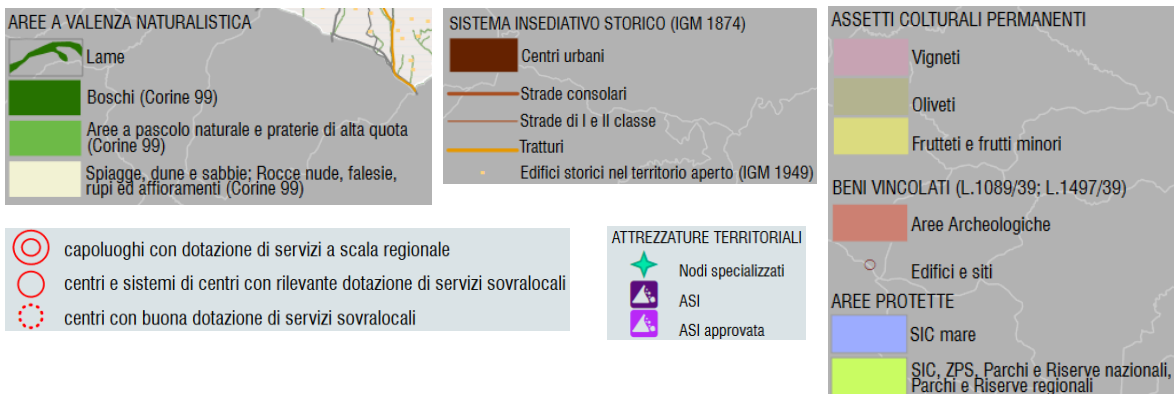 AREE A VALENZA NATURALISTICA
Lame
Boschi (Corine 99)
Aree a pascolo naturale e praterie di alta quota
(Corine 99)
Spiagge, dune e sabbie; Rocce nude, falesie,
rupi ed affioramenti (Corine 99)
SISTEMA INSEDIATIVO STORICO (IGM 1874)
Centri urbani
Strade consolari
Strade di I e II classe
Tratturi
Edifici storici nel territorio aperto (IGM 1949)
ASSETTI COLTURALI PERMANENTI
Vigneti
Oliveti
Frutteti e frutti minori
BENI VINCOLATI (L.1089/39; L.1497/39)
Aree Archeologiche
Edifici e siti
AREE PROTETTE
SIC mare
SIC, ZPS, Parchi e Riserve nazionali,
Parchi e Riserve regionali
capoluoghi con dotazione di servizi a scala regionale
centri e sistemi di centri con rilevante dotazione di servizi sovralocali
centri con buona dotazione di servizi sovralocali
ATTREZZATURE TERRITORIALI
Nodi specializzati
ASI
ASI approvata